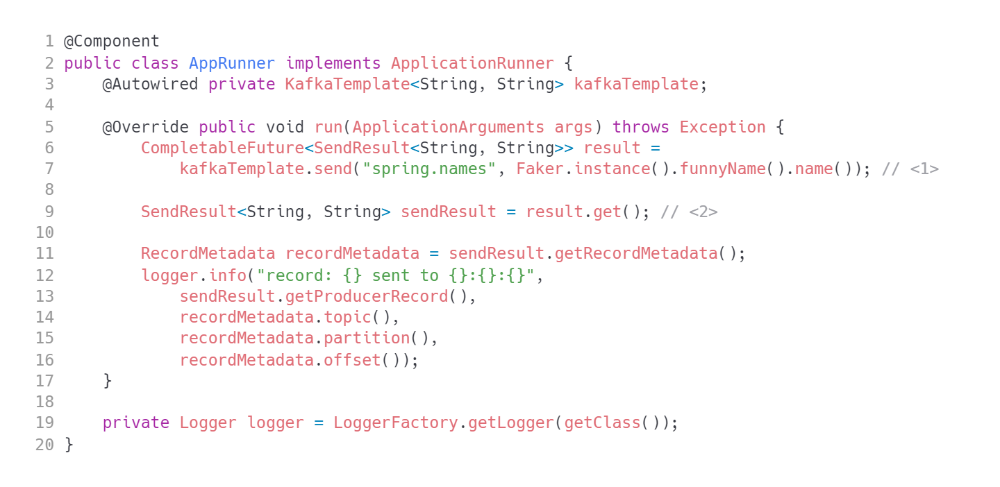 1 @Component
2 public class AppRunner implements ApplicationRunner {
3     @Autowired private KafkaTemplate<String, String> kafkaTemplate;
4
5     @Override public void run(ApplicationArguments args) throws Exception {
6         CompletableFuture<SendResult<String, String>> result =
7             kafkaTemplate.send("spring.names", Faker.instance().funnyName().name()); // <1>
8
9         SendResult<String, String> sendResult = result.get(); // <2>
10
11         RecordMetadata recordMetadata = sendResult.getRecordMetadata();
12         logger.info("record: {} sent to {}:{}:{}",
13             sendResult.getProducerRecord(),
14             recordMetadata.topic(),
15             recordMetadata.partition(),
16             recordMetadata.offset());
17     }
18
19     private Logger logger = LoggerFactory.getLogger(getClass());
20 }